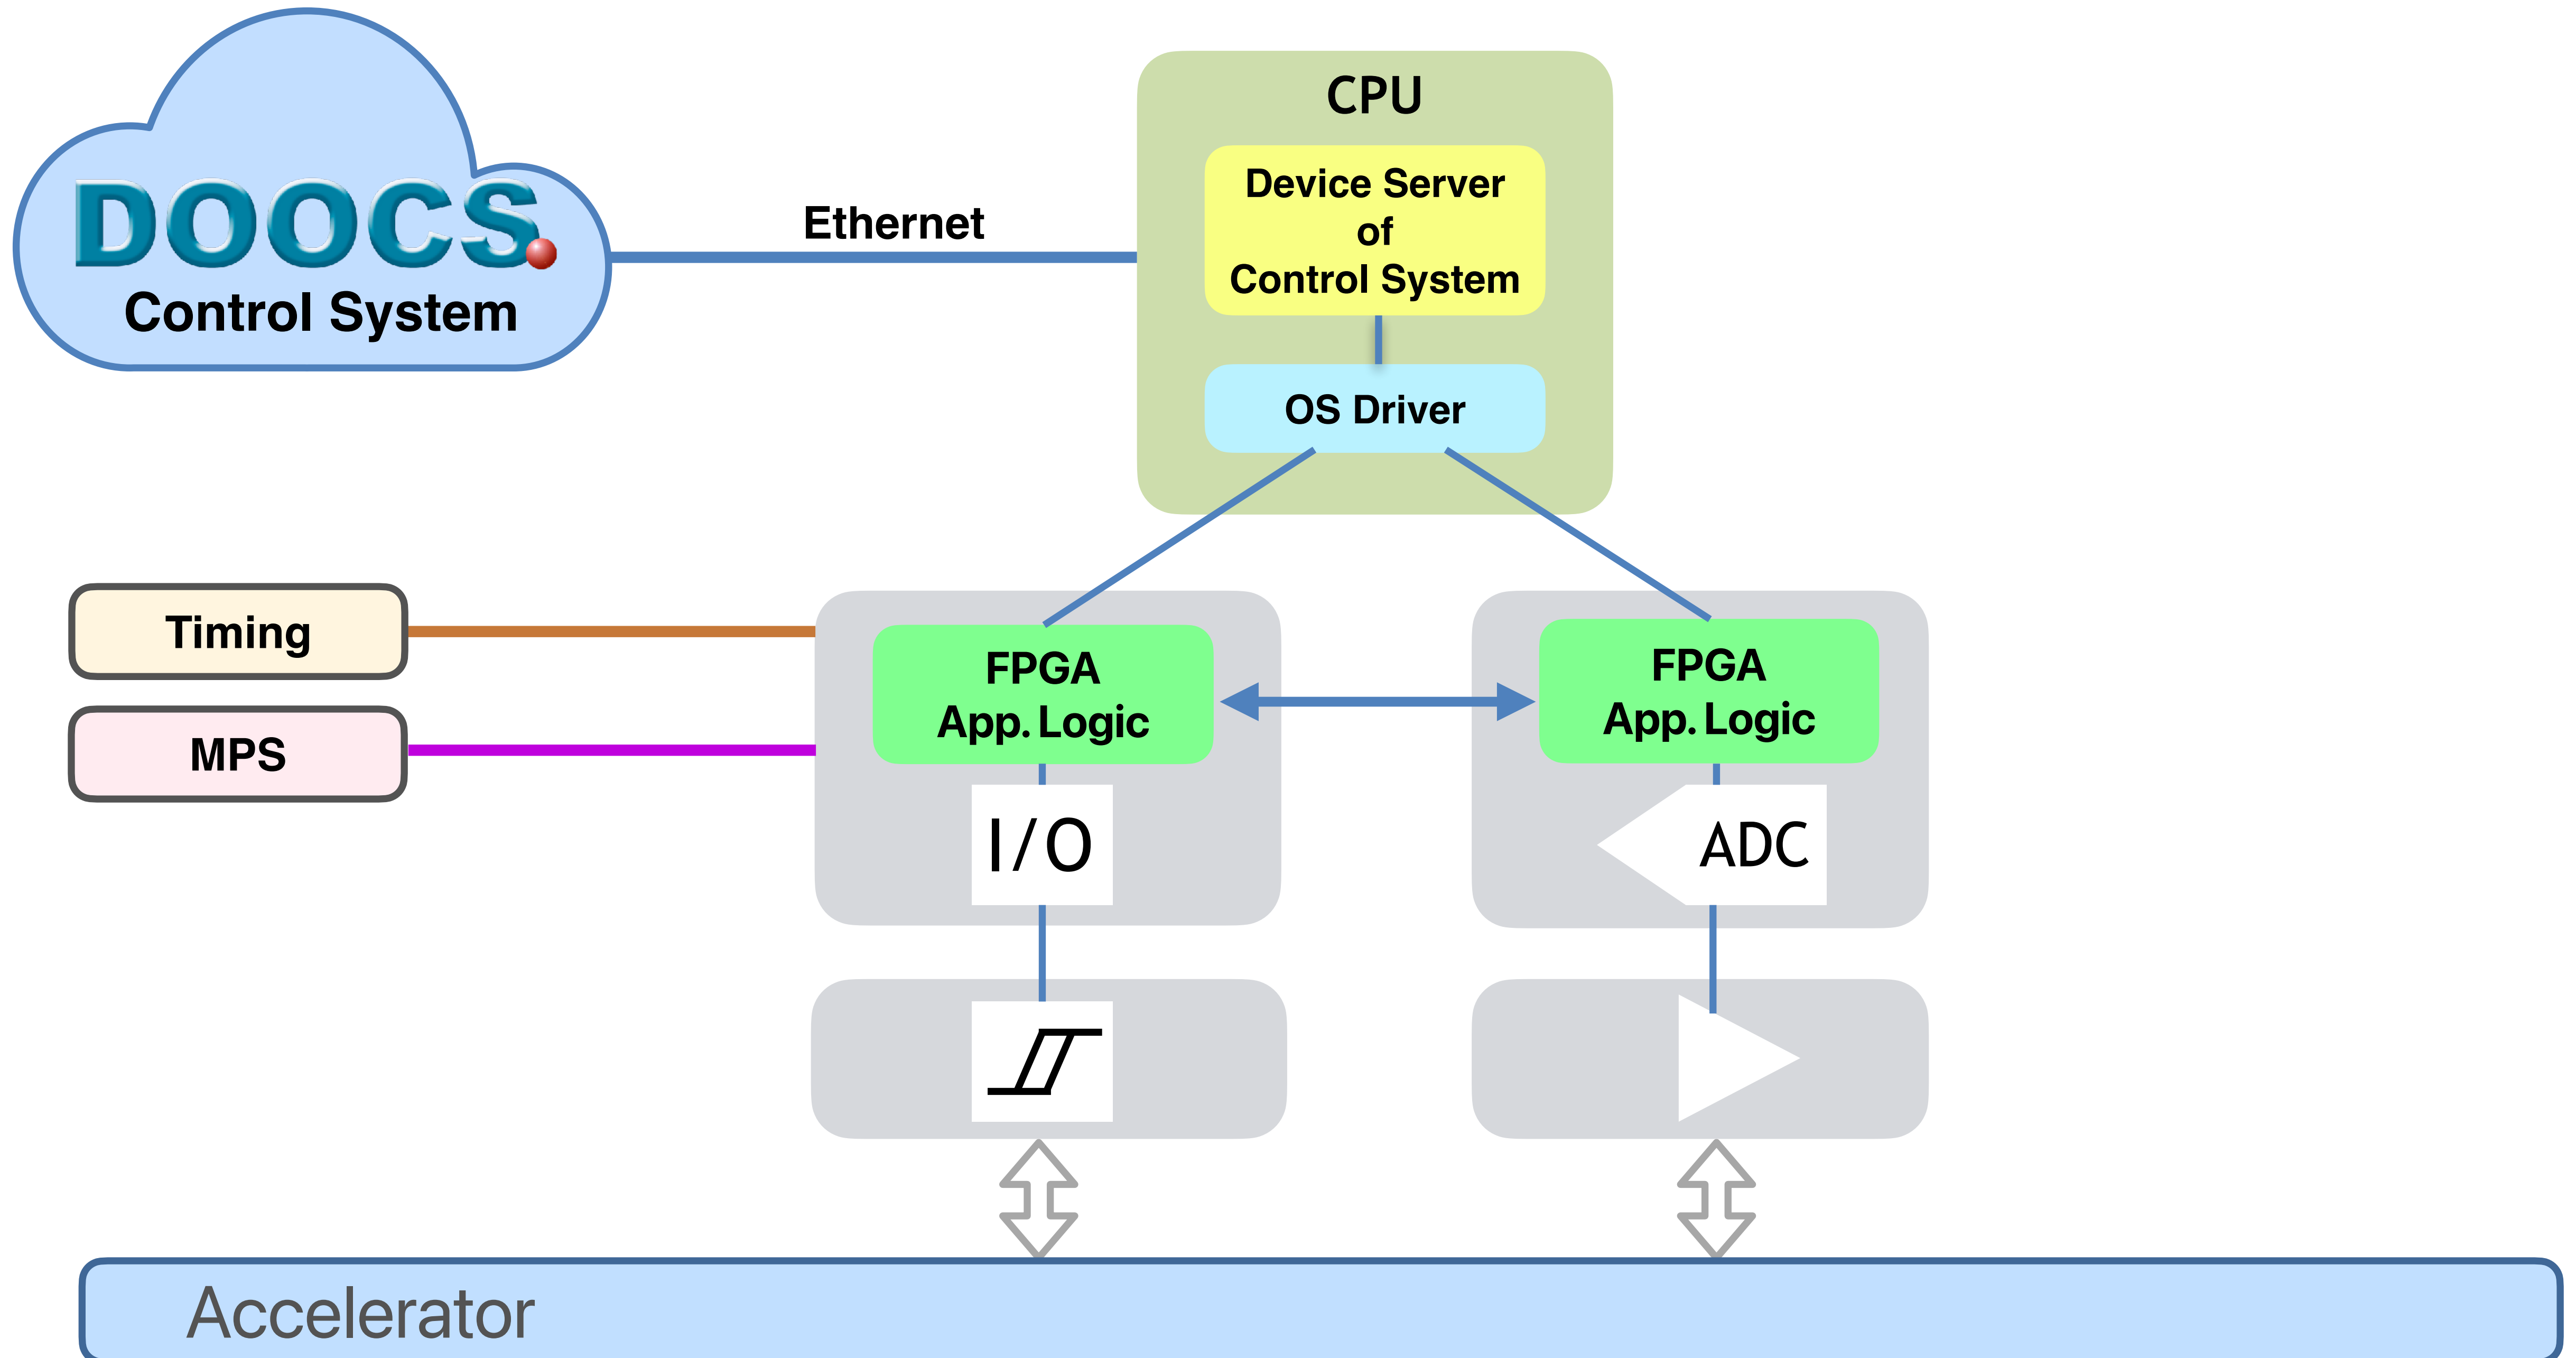 CPU
Device Server
of
Control System
DOOCS
Control System
Ethernet
OS Driver
Timing
MPS
FPGA
App. Logic
FPGA
App. Logic
I/O
ADC
Accelerator